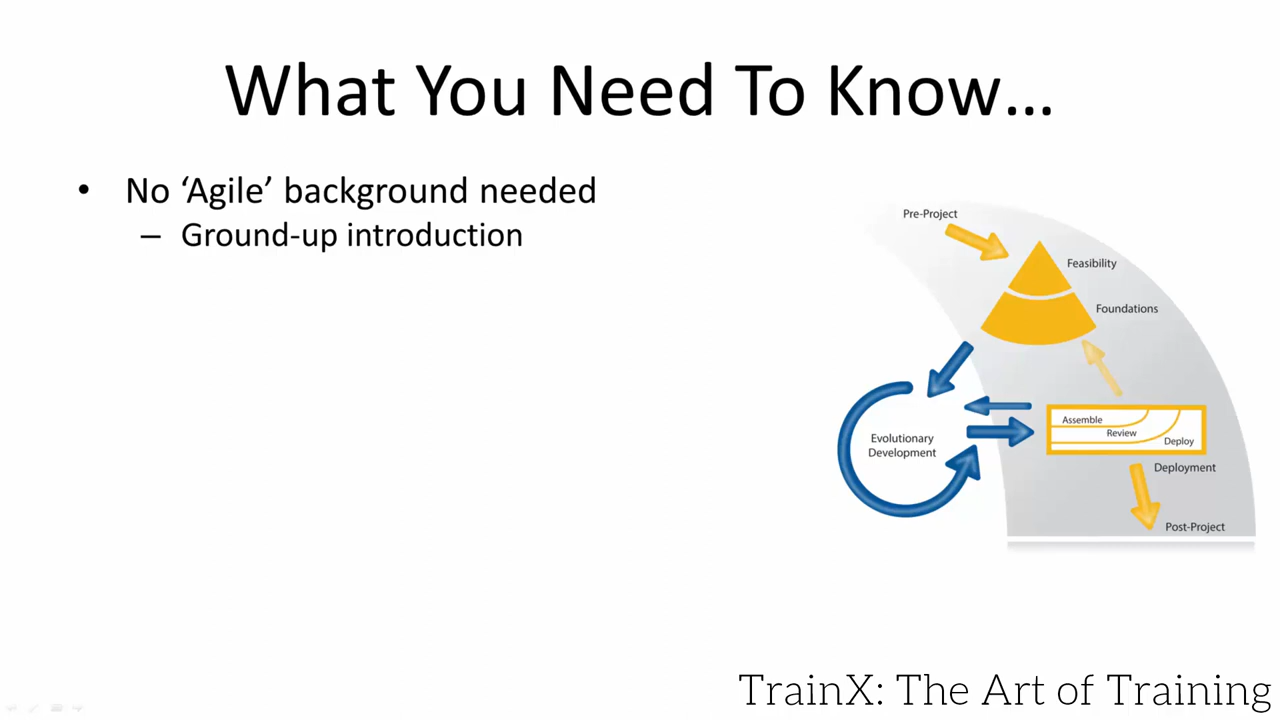 What You Need To Know…
• No ‘Agile’ background needed
– Ground-up introduction
Pre-Project
Feasibility
Foundations
Evolutionary
Development
Assemble
Review
Deploy
Deployment
Post-Project
TrainX: The Art of Training